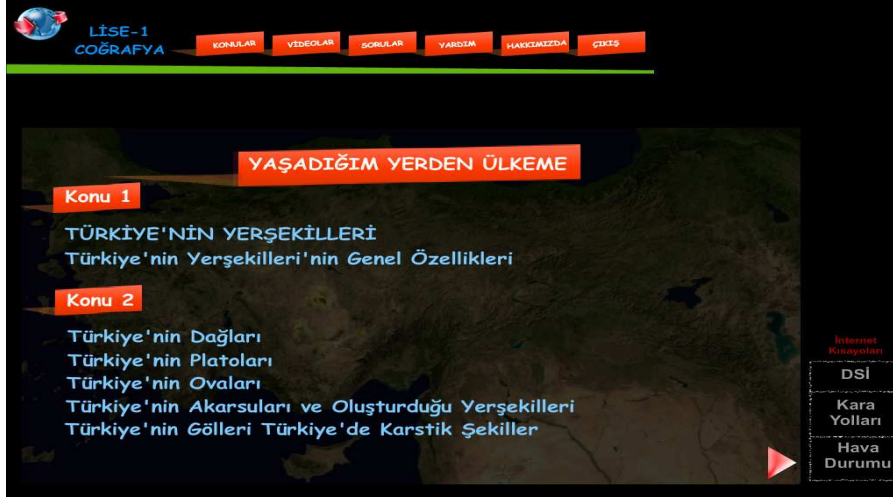 LİSE-1
COĞRAFYA
KONULAR
VİDEOLAR
SORULAR
YARDIM
HAKKIMIZDA
ÇIKIŞ
YAŞADIĞIM YERDEN ÜLKEME
Konu 1
TÜRKİYE'NİN YERŞEKİLLERİ
Türkiye'nin Yerşekilleri'nin Genel Özellikleri
Konu 2
Türkiye'nin Dağları
Türkiye'nin Platoları
Türkiye'nin Ovaları
Türkiye'nin Akarsuları ve Oluşturduğu Yerşekilleri
Türkiye'nin Gölleri Türkiye'de Karstik Şekiller
İnternet
Kısayolları
DSİ
Kara
Yolları
Hava
Durumu